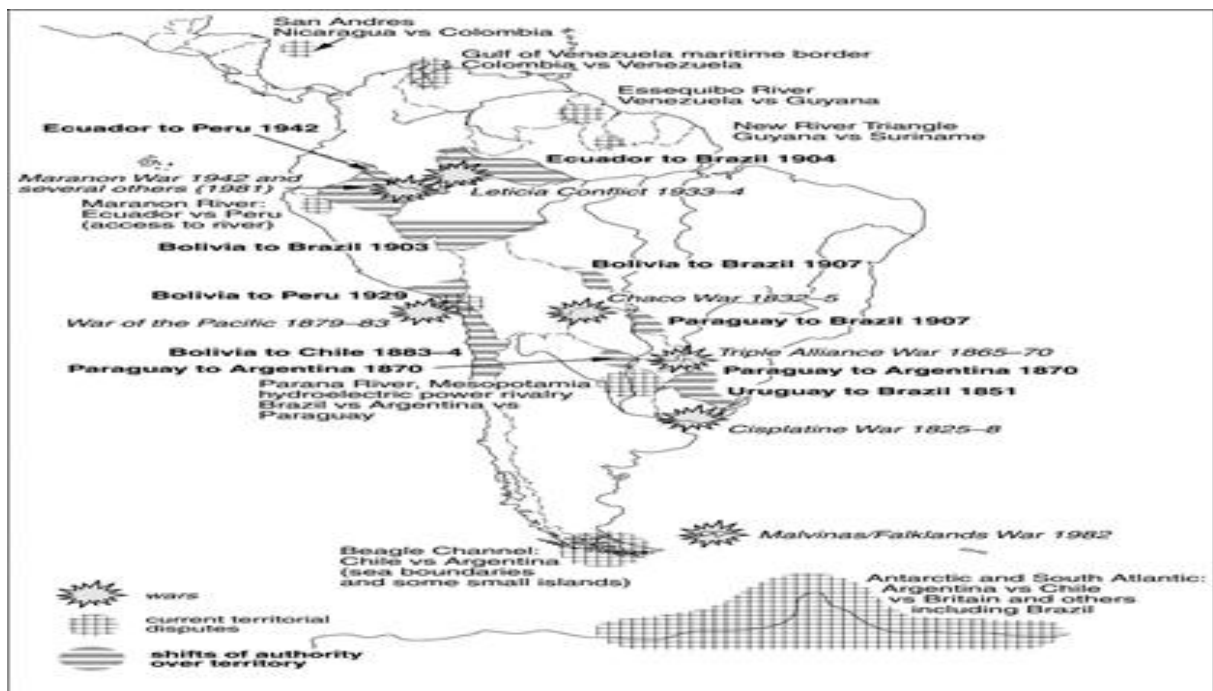 San Andres
Nicaragua vs Colombia
Gulf of Venezuela maritime border
Colombia vs Venezuela
Essequibo River
Venezuela vs Guyana
Ecuador to Peru 1942
New River Triangle
Guyana vs Suriname
Ecuador to Brazil 1904
Maranon War 1942 and
several others (1981)
Leticia Conflict 1933–4
Maranon River:
Ecuador vs Peru
(access to river)
Bolivia to Brazil 1903
Bolivia to Brazil 1907
Bolivia to Peru 1929
Chaco War 1832–5
War of the Pacific 1879–83
Paraguay to Brazil 1907
Bolivia to Chile 1883–4
Triple Alliance War 1865–70
Paraguay to Argentina 1870
Paraguay to Argentina 1870
Parana River, Mesopotamia
hydroelectric power rivalry
Brazil vs Argentina vs
Paraguay
Uruguay to Brazil 1851
Cisplatine War 1825–8
Malvinas/Falklands War 1982
Beagle Channel:
Chile vs Argentina
(sea boundaries
and some small islands)
Antarctic and South Atlantic:
Argentina vs Chile
vs Britain and others
including Brazil
wars
current territorial
disputes
shifts of authority
over territory